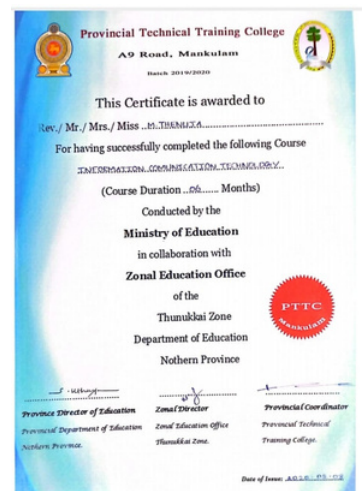 Provincial Technical Training College
A9 Road, Mankulam
Batch 2019/2020
This Certificate is awarded to
Rev./ Mr./ Mrs./ Miss ..M.THENUJA
For having successfully completed the following Course
INFORMATION COMUNICATION TECHNOLOGY
(Course Duration ..06...... Months)
Conducted by the
Ministry of Education
in collaboration with
Zonal Education Office
of the
Thunukkai Zone
Department of Education
Nothern Province
PTTC
Mankulam
Province Director of Education
Provincial Department of Education
Nothern Province.
Zonal Director
Zonal Education Office
Thunukkai Zone.
Provincial Coordinator
Provincial Technical
Training College.
Date of Issue: